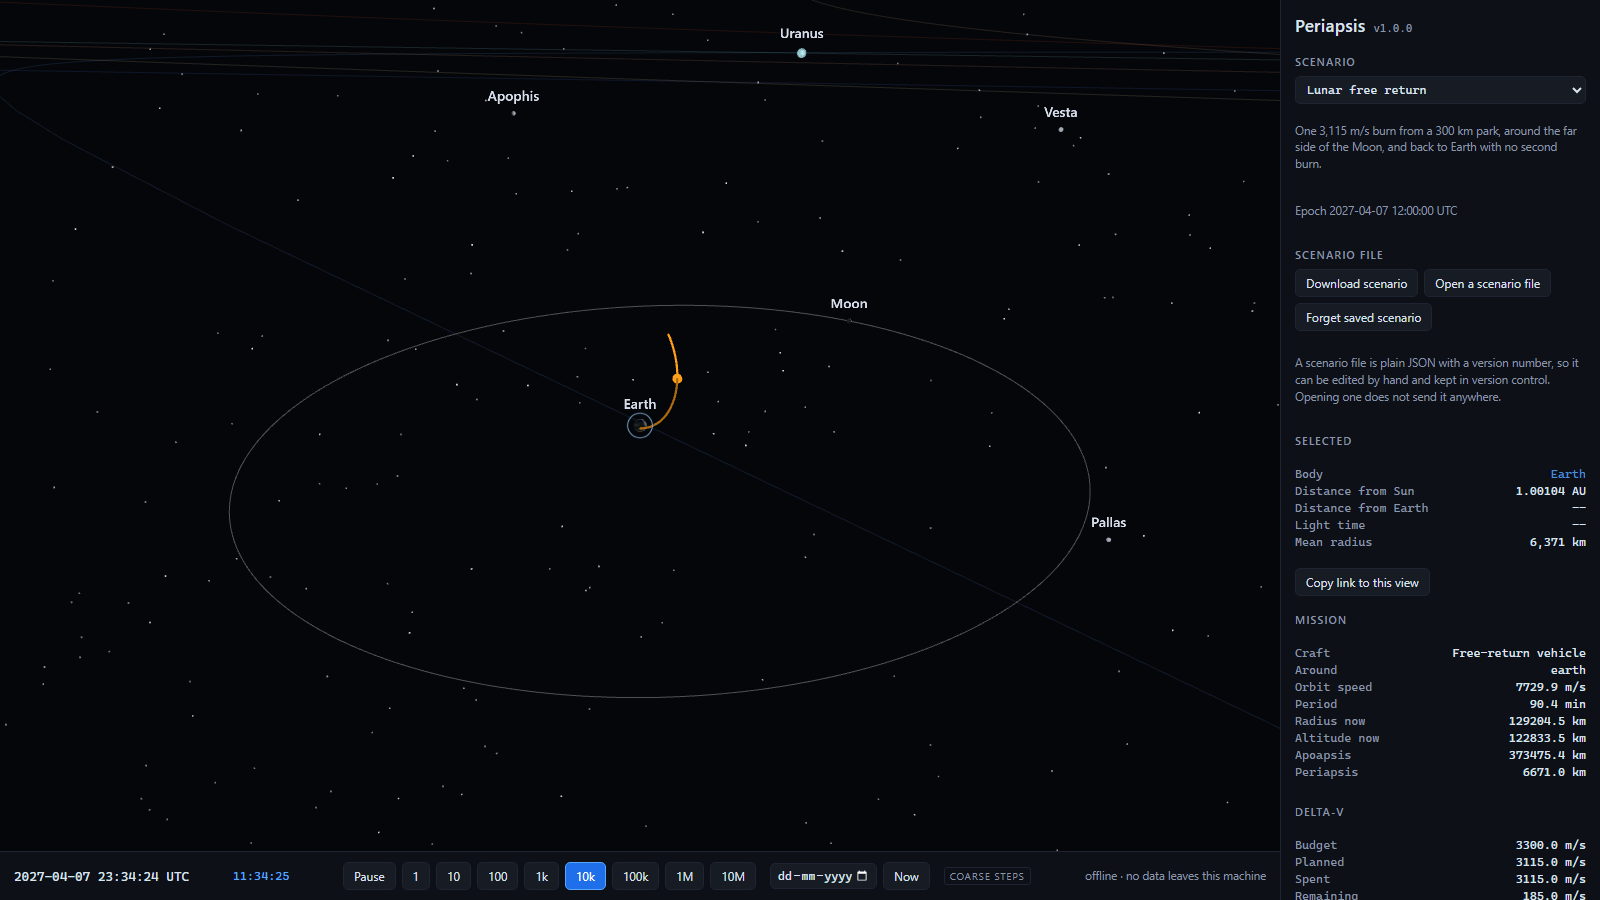 Uranus
Apophis
Vesta
Moon
Earth
Pallas
2027-04-07 23:34:24 UTC
11:34:25
Pause
1
10
100
1k
10k
100k
1M
10M
dd-mm-yyyy
Now
COARSE STEPS
offline · no data leaves this machine
Periapsis v1.0.0
SCENARIO
Lunar free return
One 3,115 m/s burn from a 300 km park, around the far
side of the Moon, and back to Earth with no second
burn.
Epoch 2027-04-07 12:00:00 UTC
SCENARIO FILE
Download scenario
Open a scenario file
Forget saved scenario
A scenario file is plain JSON with a version number, so it
can be edited by hand and kept in version control.
Opening one does not send it anywhere.
SELECTED
Body Earth
Distance from Sun 1.00104 AU
Distance from Earth --
Light time --
Mean radius 6,371 km
Copy link to this view
MISSION
Craft Free-return vehicle
Around earth
Orbit speed 7729.9 m/s
Period 90.4 min
Radius now 129204.5 km
Altitude now 122833.5 km
Apoapsis 373475.4 km
Periapsis 6671.0 km
DELTA-V
Budget 3300.0 m/s
Planned 3115.0 m/s
Spent 3115.0 m/s
Remaining 185.0 m/s